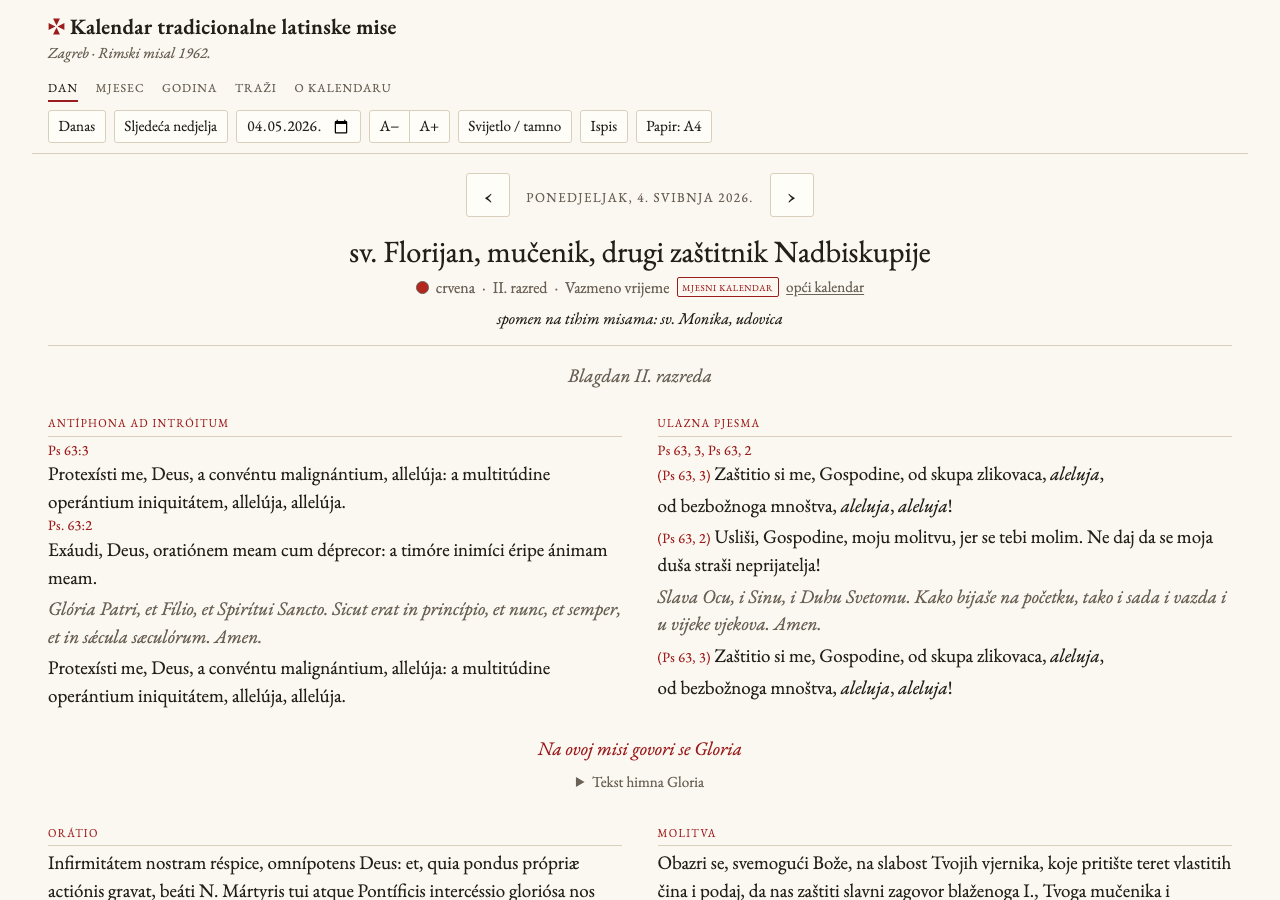 Kalendar tradicionalne latinske mise
Zagreb · Rimski misal 1962.
DAN MJESEC GODINA TRAŽI O KALENDARU
Danas Sljedeća nedjelja 04.05.2026. A− A+ Svijetlo / tamno Ispis Papir: A4
‹ PONEDJELJAK, 4. SVIBNJA 2026. ›
sv. Florijan, mučenik, drugi zaštitnik Nadbiskupije
crvena · II. razred · Vazmeno vrijeme MJESNI KALENDAR opći kalendar
spomen na tihim misama: sv. Monika, udovica
Blagdan II. razreda
ANTÍPHONA AD INTRÓITUM
Ps 63:3
Protexísti me, Deus, a convéntu malignántium, allelúja: a multitúdine
operántium iniquitátem, allelúja, allelúja.
Ps. 63:2
Exáudi, Deus, oratiónem meam cum déprecor: a timóre inimíci éripe ánimam
meam.
Glória Patri, et Fílio, et Spirítui Sancto. Sicut erat in princípio, et nunc, et semper,
et in sǽcula sæculórum. Amen.
Protexísti me, Deus, a convéntu malignántium, allelúja: a multitúdine
operántium iniquitátem, allelúja, allelúja.
ULAZNA PJESMA
Ps 63, 3, Ps 63, 2
(Ps 63, 3) Zaštitio si me, Gospodine, od skupa zlikovaca, aleluja,
od bezbožnoga mnoštva, aleluja, aleluja!
(Ps 63, 2) Usliši, Gospodine, moju molitvu, jer se tebi molim. Ne daj da se moja
duša straši neprijatelja!
Slava Ocu, i Sinu, i Duhu Svetomu. Kako bijaše na početku, tako i sada i vazda i
u vijeke vjekova. Amen.
(Ps 63, 3) Zaštitio si me, Gospodine, od skupa zlikovaca, aleluja,
od bezbožnoga mnoštva, aleluja, aleluja!
Na ovoj misi govori se Gloria
Tekst himna Gloria
ORÁTIO
Infirmitátem nostram réspice, omnípotens Deus: et, quia pondus própriæ
actiónis gravat, beáti N. Mártyris tui atque Pontíficis intercéssio gloriósa nos
MOLITVA
Obazri se, svemogući Bože, na slabost Tvojih vjernika, koje pritište teret vlastitih
čina i podaj, da nas zaštiti slavni zagovor blaženoga I., Tvoga mučenika i